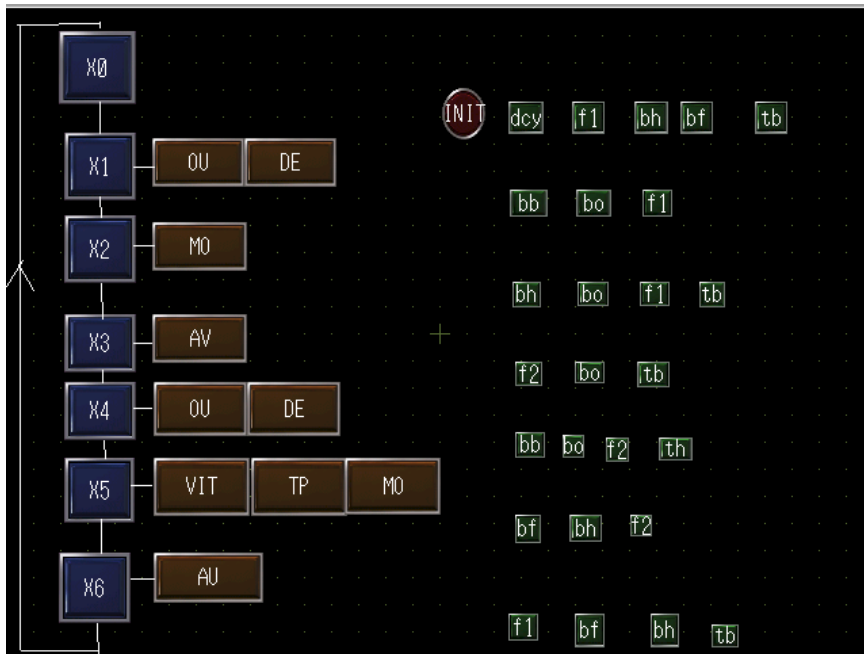 X0
INIT dcy f1 bh bf tb
X1 OU DE
bb bo f1
X2 MO
bh bo f1 tb
X3 AV
f2 bo tb
X4 OU DE
bb bo f2 th
X5 VIT TP MO
bf bh f2
X6 AU
f1 bf bh tb